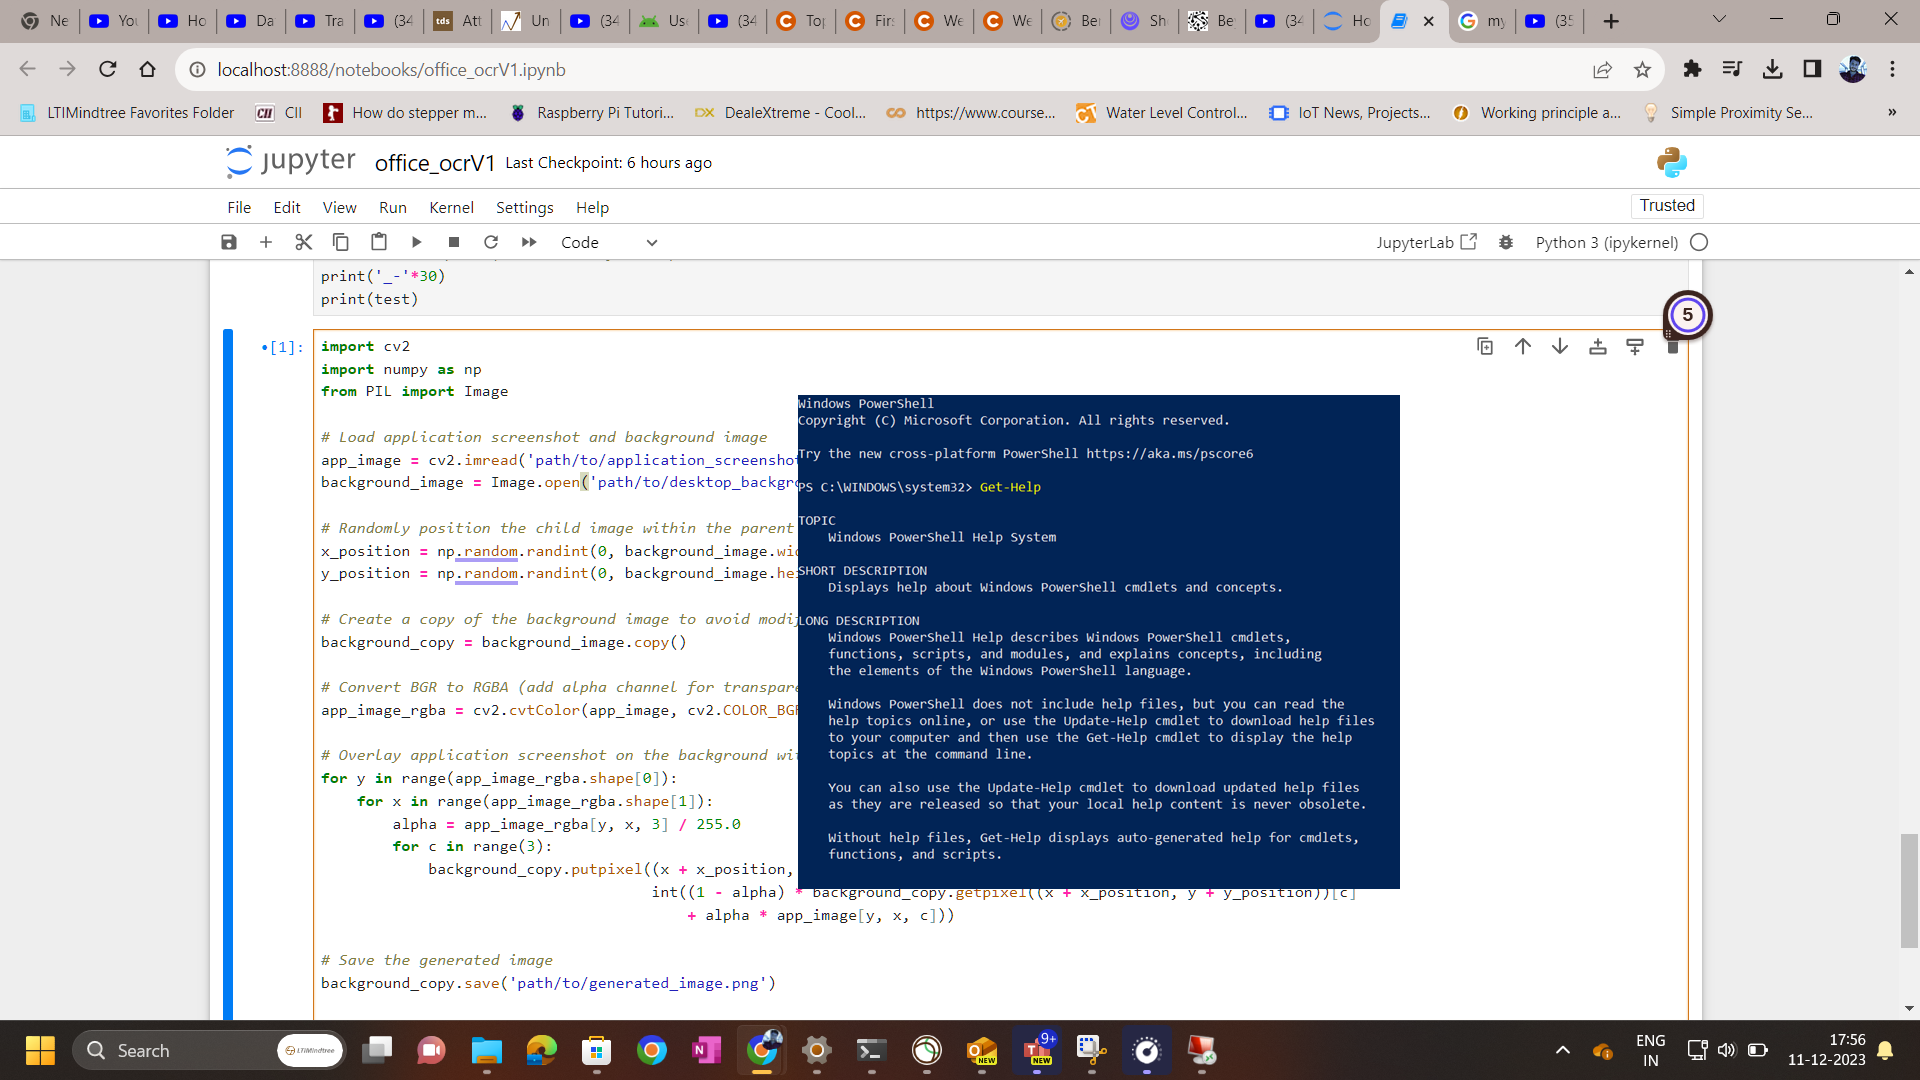 Ne
You
Ho
Da
Tra
(34
Att
Un
(34
Us
(34
To
Firs
We
We
Ber
Sh
Be
(34
Ho
my
(35
localhost:8888/notebooks/office_ocrV1.ipynb
LTIMindtree Favorites Folder
CII
How do stepper m...
Raspberry Pi Tutori...
DX DealeXtreme - Cool...
https://www.course...
Water Level Control...
IoT News, Projects...
Working principle a...
Simple Proximity Se...
»
jupyter office_ocrV1 Last Checkpoint: 6 hours ago
File Edit View Run Kernel Settings Help
Trusted
Code
JupyterLab
Python 3 (ipykernel)
print('_-'*30)
print(test)
5
•[1]:
import cv2
import numpy as np
from PIL import Image
# Load application screenshot and background image
app_image = cv2.imread('path/to/application_screenshot
background_image = Image.open('path/to/desktop_backgro
# Randomly position the child image within the parent
x_position = np.random.randint(0, background_image.wid
y_position = np.random.randint(0, background_image.hei
# Create a copy of the background image to avoid modif
background_copy = background_image.copy()
# Convert BGR to RGBA (add alpha channel for transpare
app_image_rgba = cv2.cvtColor(app_image, cv2.COLOR_BGR
# Overlay application screenshot on the background wit
for y in range(app_image_rgba.shape[0]):
for x in range(app_image_rgba.shape[1]):
alpha = app_image_rgba[y, x, 3] / 255.0
for c in range(3):
background_copy.putpixel((x + x_position,
int((1 - alpha) * background_copy.getpixel((x + x_position, y + y_position))[c]
+ alpha * app_image[y, x, c]))
# Save the generated image
background_copy.save('path/to/generated_image.png')
Windows PowerShell
Copyright (C) Microsoft Corporation. All rights reserved.
Try the new cross-platform PowerShell https://aka.ms/pscore6
PS C:\WINDOWS\system32> Get-Help
TOPIC
Windows PowerShell Help System
SHORT DESCRIPTION
Displays help about Windows PowerShell cmdlets and concepts.
LONG DESCRIPTION
Windows PowerShell Help describes Windows PowerShell cmdlets,
functions, scripts, and modules, and explains concepts, including
the elements of the Windows PowerShell language.
Windows PowerShell does not include help files, but you can read the
help topics online, or use the Update-Help cmdlet to download help files
to your computer and then use the Get-Help cmdlet to display the help
topics at the command line.
You can also use the Update-Help cmdlet to download updated help files
as they are released so that your local help content is never obsolete.
Without help files, Get-Help displays auto-generated help for cmdlets,
functions, and scripts.
Search
LTIMindtree
NEW
9+
NEW
ENG
IN
17:56
11-12-2023